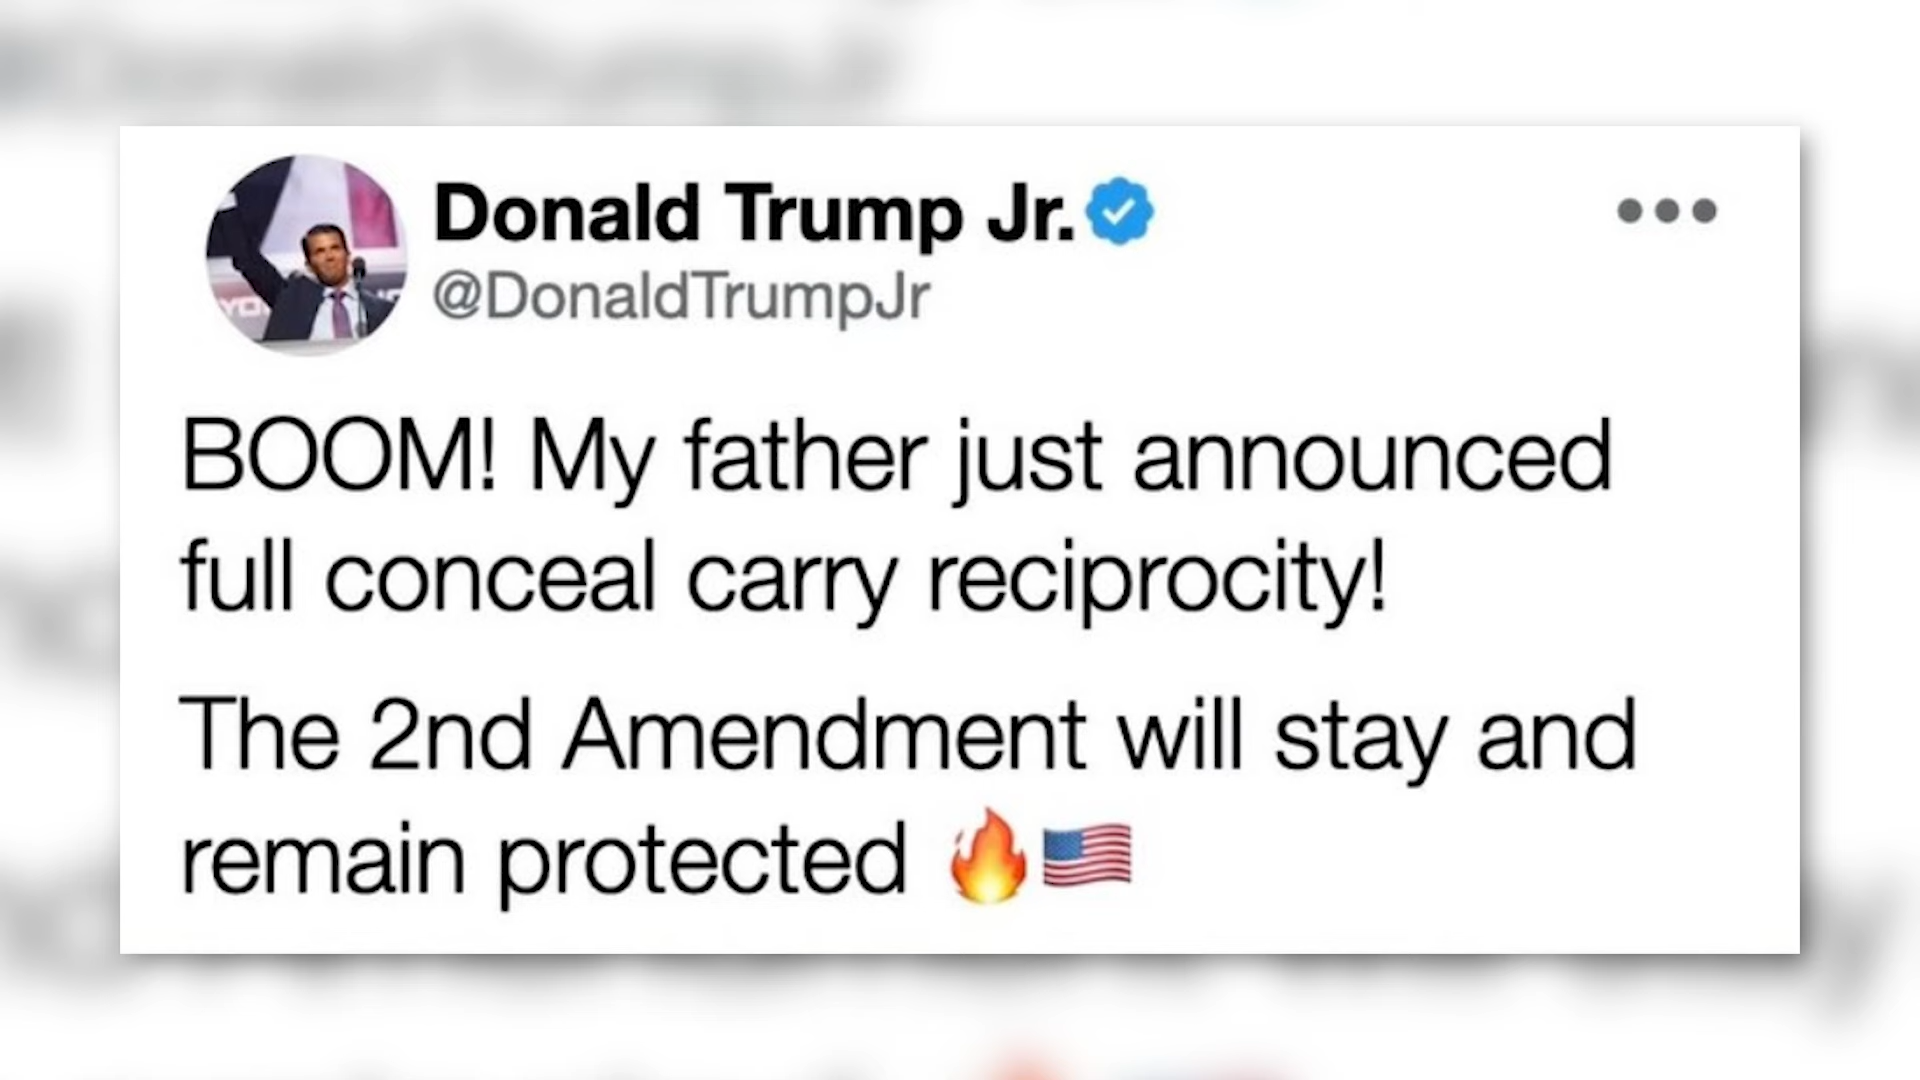 Donald Trump Jr.
@DonaldTrumpJr
BOOM! My father just announced
full conceal carry reciprocity!
The 2nd Amendment will stay and
remain protected 🔥🇺🇸